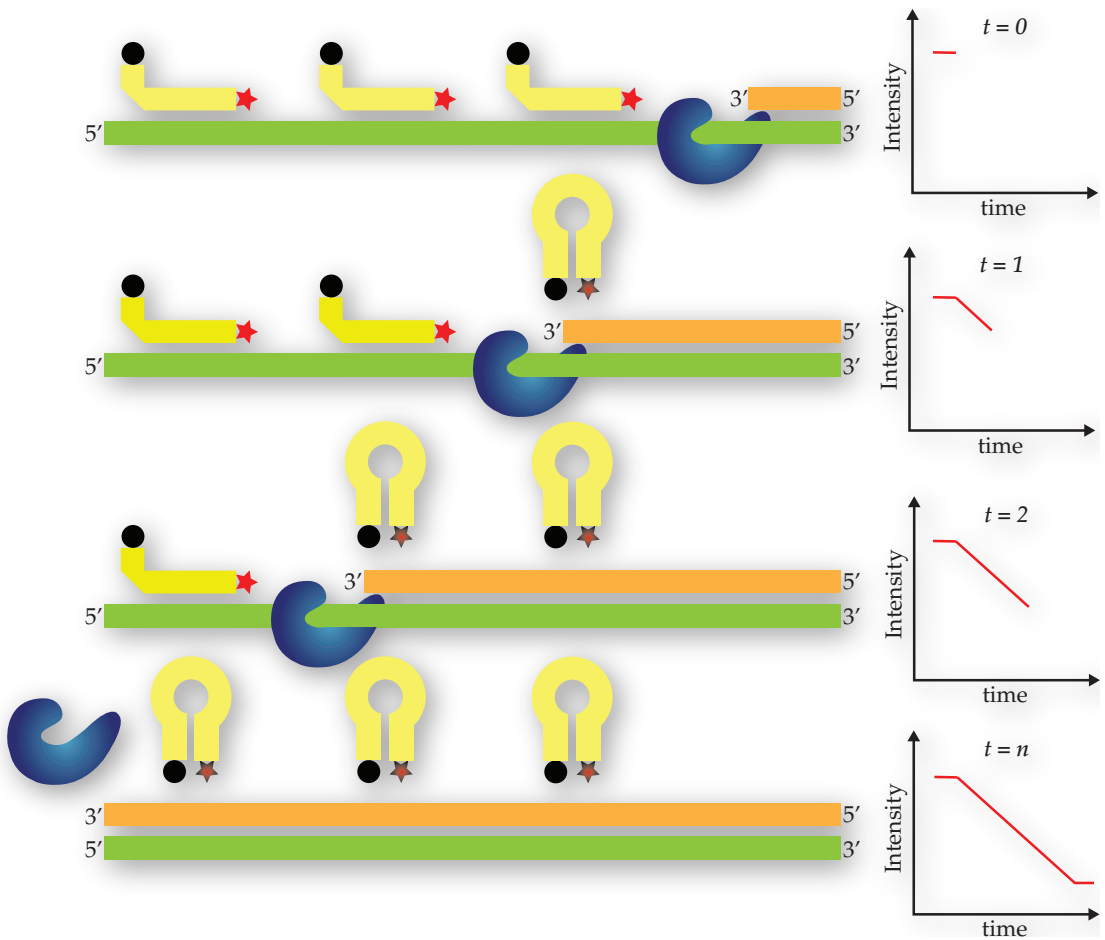 t = 0
Intensity
3′ 5′
5′ 3′
time
t = 1
Intensity
3′ 5′
5′ 3′
time
t = 2
Intensity
3′ 5′
5′ 3′
time
t = n
Intensity
3′ 5′
5′ 3′
time